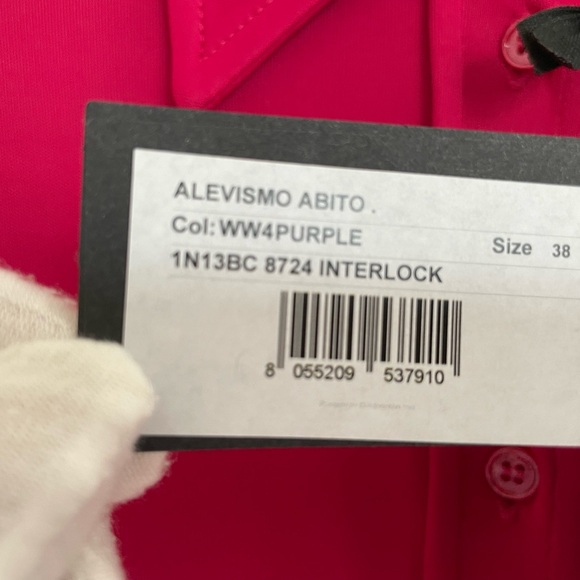 ALEVISMO ABITO .
Col: WW4PURPLE
Size 38
1N13BC 8724 INTERLOCK
8 055209 537910